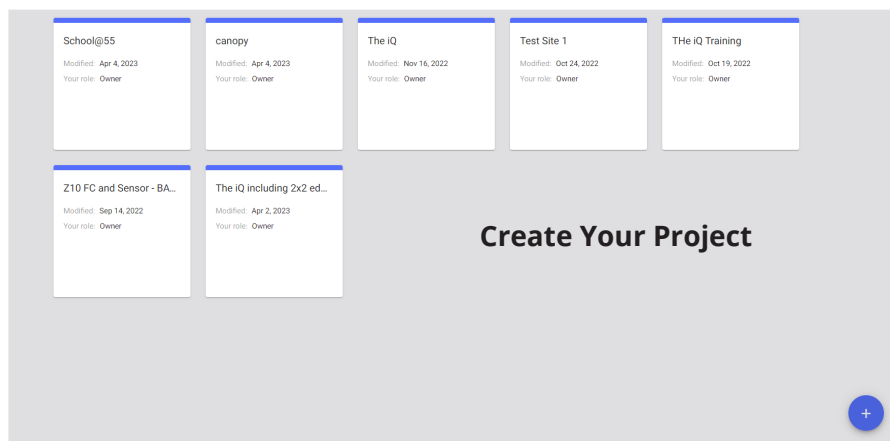 School@55
Modified: Apr 4, 2023
Your role: Owner
canopy
Modified: Apr 4, 2023
Your role: Owner
The iQ
Modified: Nov 16, 2022
Your role: Owner
Test Site 1
Modified: Oct 24, 2022
Your role: Owner
THe iQ Training
Modified: Oct 19, 2022
Your role: Owner
Z10 FC and Sensor - BA...
Modified: Sep 14, 2022
Your role: Owner
The iQ including 2x2 ed...
Modified: Apr 2, 2023
Your role: Owner
Create Your Project
+